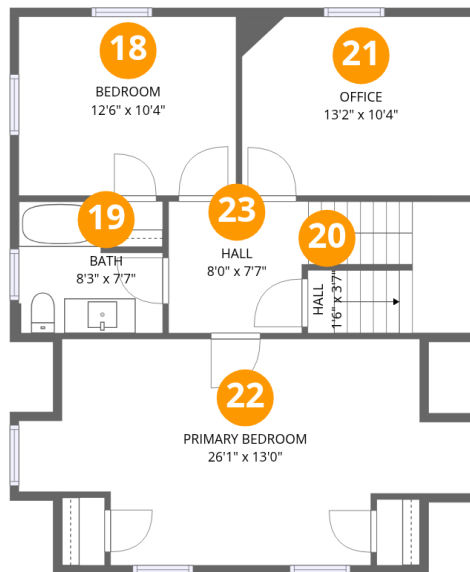 18
BEDROOM
12'6" x 10'4"
21
OFFICE
13'2" x 10'4"
19
BATH
8'3" x 7'7"
23
HALL
8'0" x 7'7"
20
HALL
1'6" x 3'7"
22
PRIMARY BEDROOM
26'1" x 13'0"